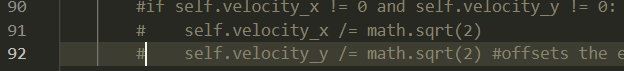 90 #if self.velocity_x != 0 and self.velocity_y != 0:
91 #    self.velocity_x /= math.sqrt(2)
92 #    self.velocity_y /= math.sqrt(2) #offsets the